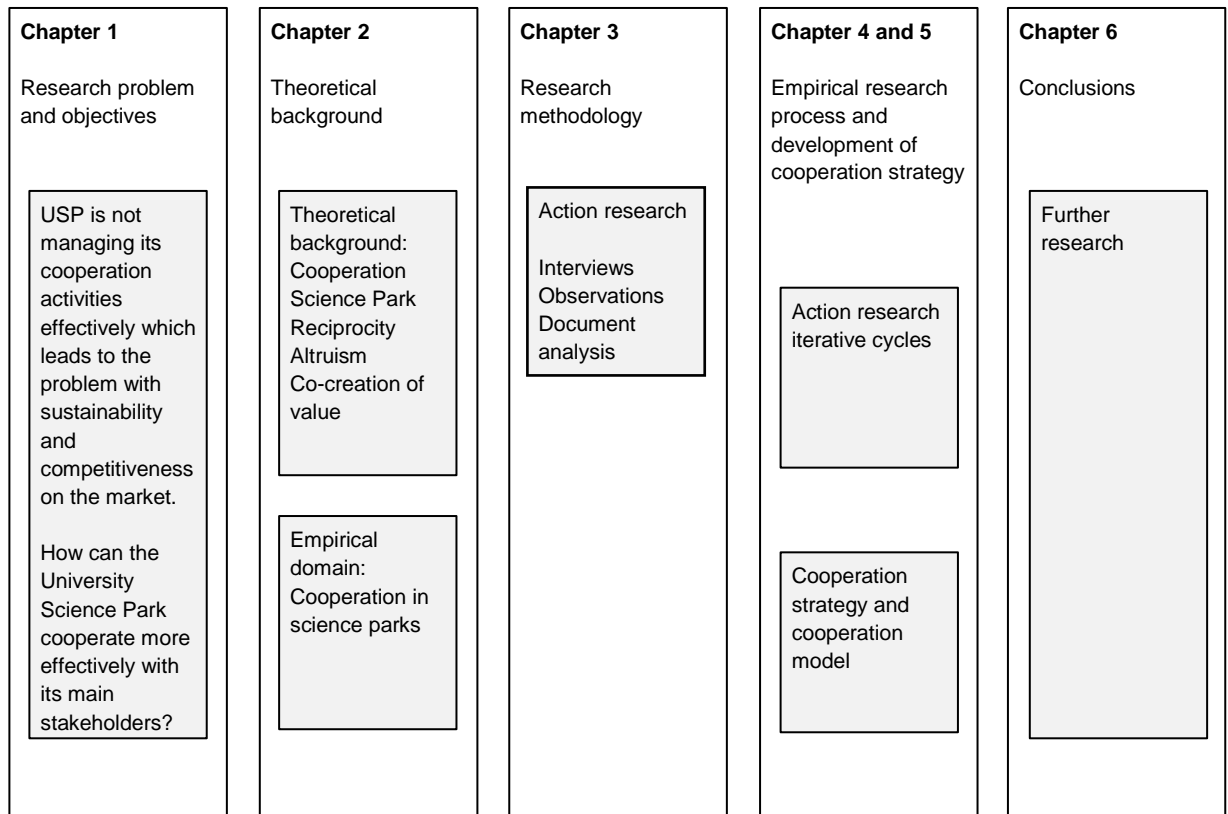 Chapter 1
Research problem
and objectives
USP is not
managing its
cooperation
activities
effectively which
leads to the
problem with
sustainability
and
competitiveness
on the market.
How can the
University
Science Park
cooperate more
effectively with
its main
stakeholders?
Chapter 2
Theoretical
background
Theoretical
background:
Cooperation
Science Park
Reciprocity
Altruism
Co-creation of
value
Empirical
domain:
Cooperation in
science parks
Chapter 3
Research
methodology
Action research
Interviews
Observations
Document
analysis
Chapter 4 and 5
Empirical research
process and
development of
cooperation strategy
Action research
iterative cycles
Cooperation
strategy and
cooperation
model
Chapter 6
Conclusions
Further
research